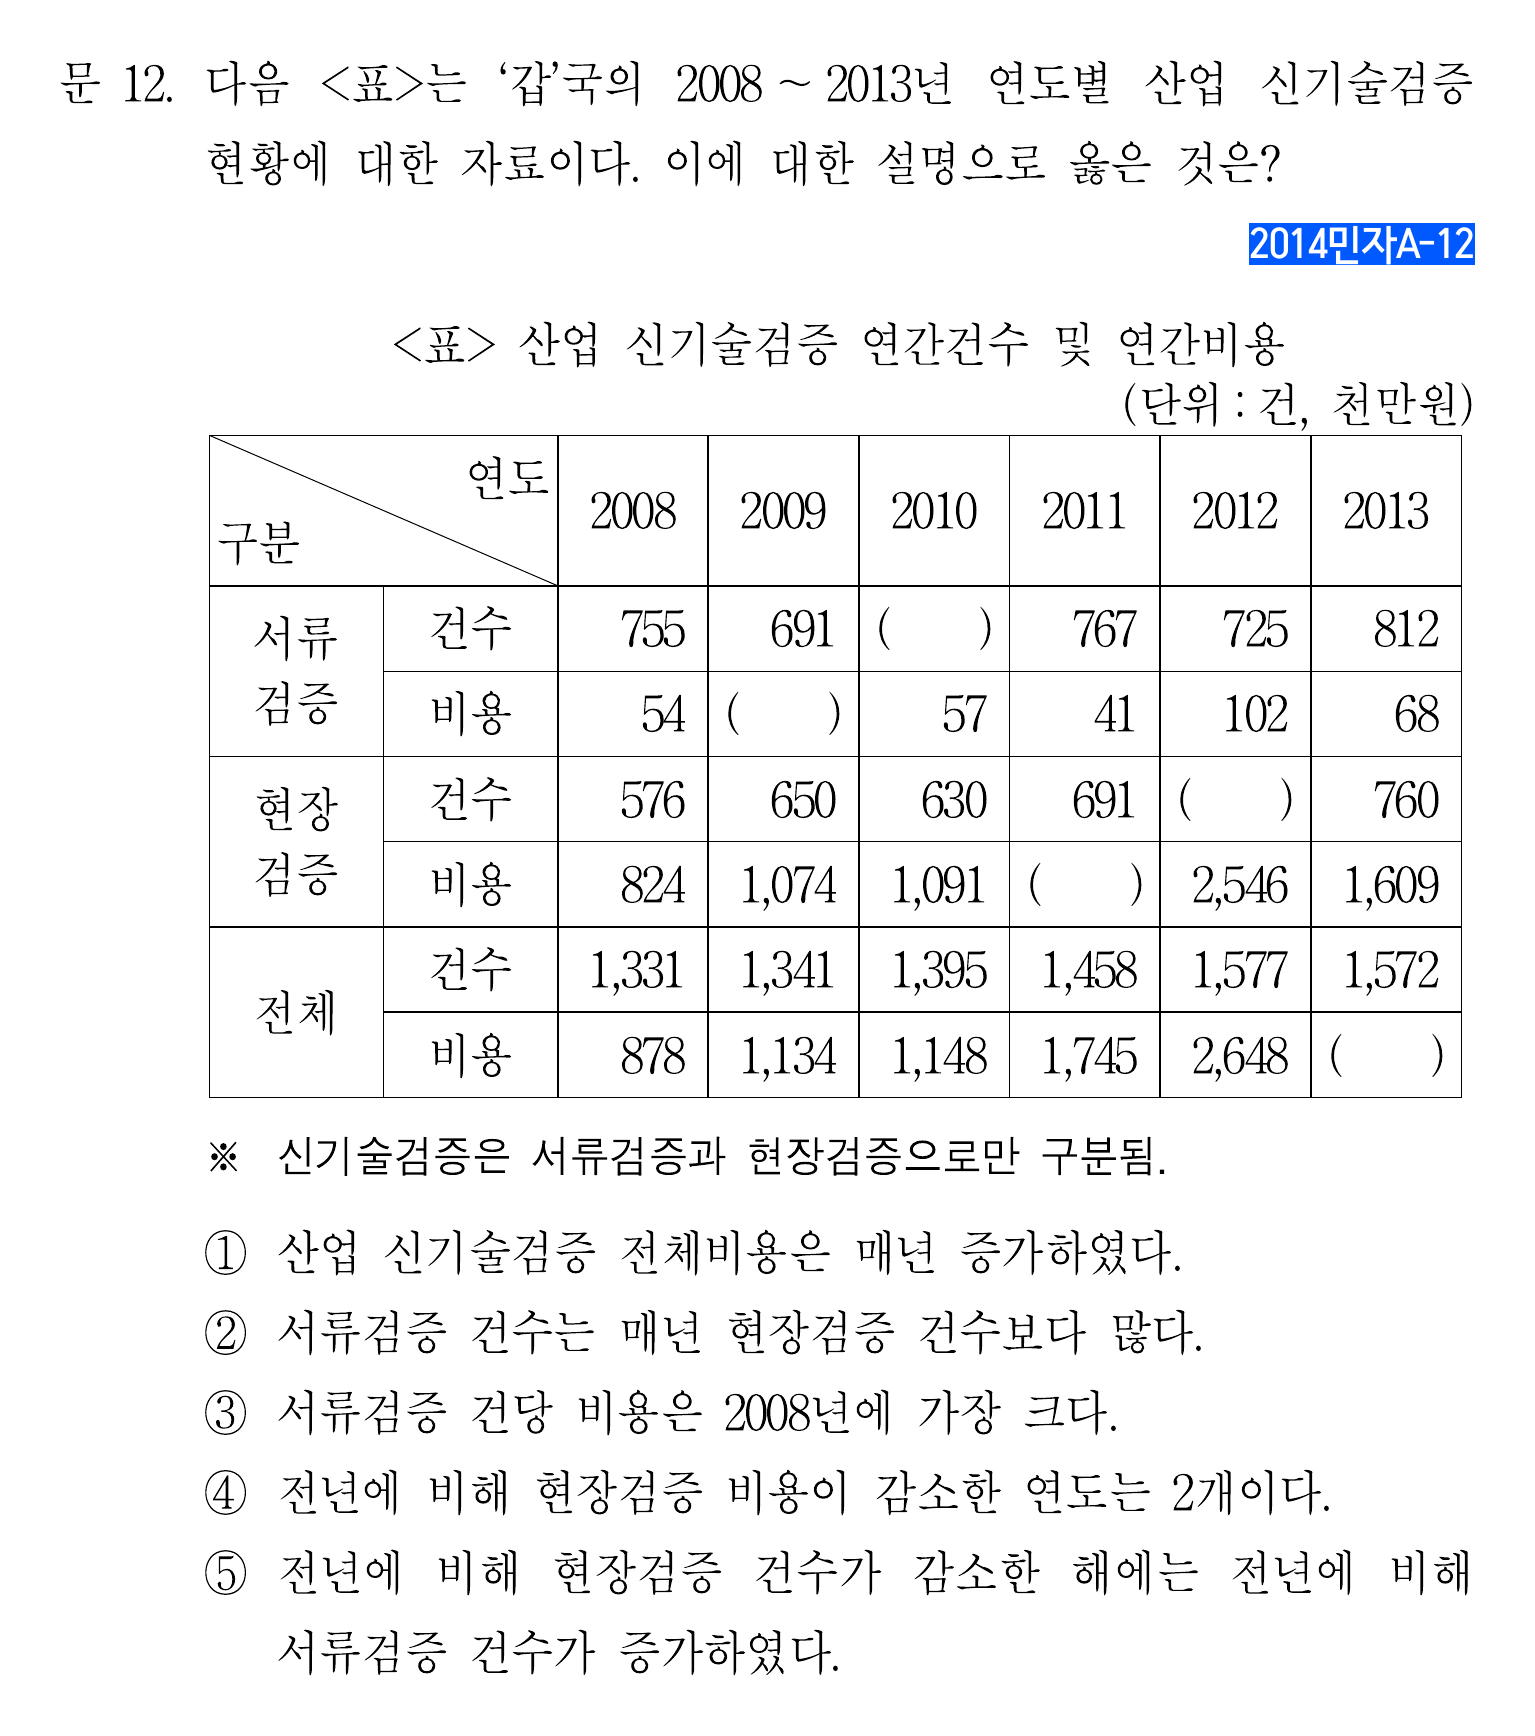 문 12. 다음 <표>는 ‘갑’국의 2008 ~ 2013년 연도별 산업 신기술검증
현황에 대한 자료이다. 이에 대한 설명으로 옳은 것은?
2014민자A-12
<표> 산업 신기술검증 연간건수 및 연간비용
(단위 : 건, 천만원)
구분 연도 2008 2009 2010 2011 2012 2013
서류검증 건수 755 691 ( ) 767 725 812
비용 54 ( ) 57 41 102 68
현장검증 건수 576 650 630 691 ( ) 760
비용 824 1,074 1,091 ( ) 2,546 1,609
전체 건수 1,331 1,341 1,395 1,458 1,577 1,572
비용 878 1,134 1,148 1,745 2,648 ( )
※ 신기술검증은 서류검증과 현장검증으로만 구분됨.
① 산업 신기술검증 전체비용은 매년 증가하였다.
② 서류검증 건수는 매년 현장검증 건수보다 많다.
③ 서류검증 건당 비용은 2008년에 가장 크다.
④ 전년에 비해 현장검증 비용이 감소한 연도는 2개이다.
⑤ 전년에 비해 현장검증 건수가 감소한 해에는 전년에 비해
서류검증 건수가 증가하였다.